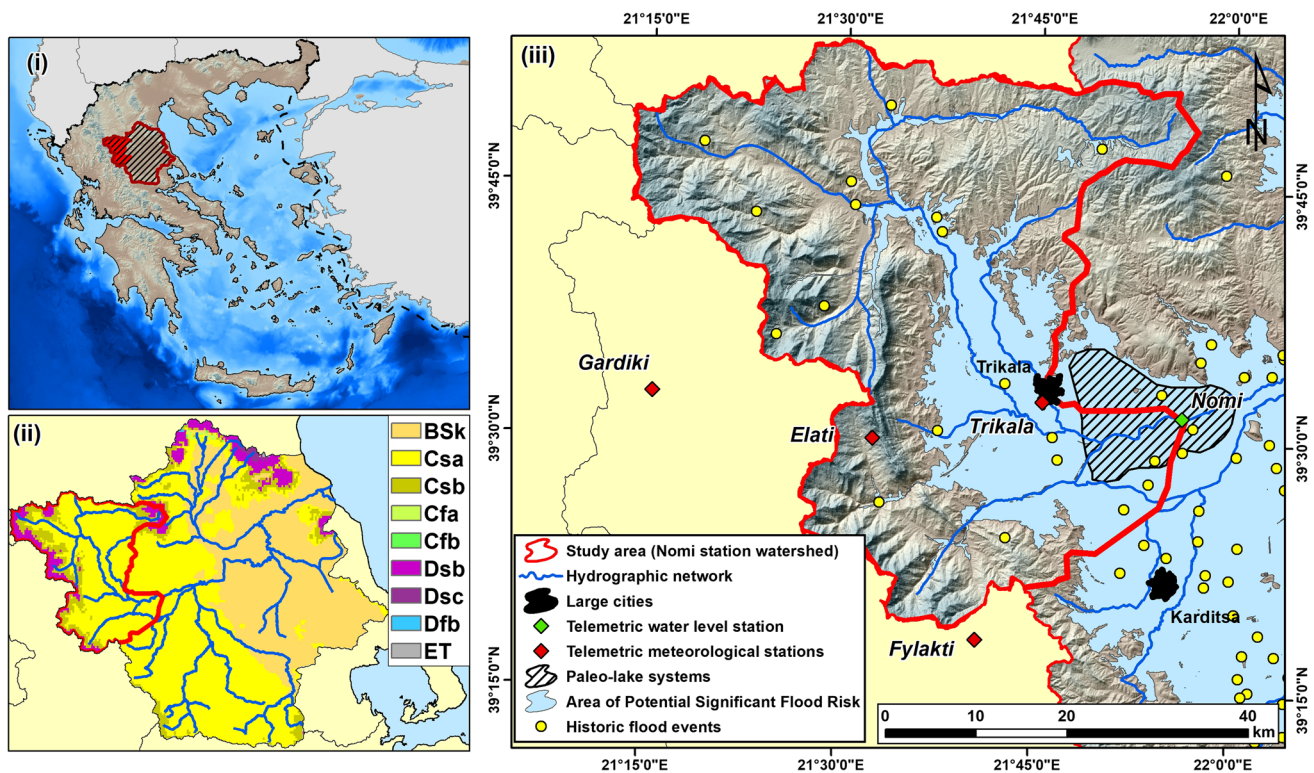 (i)
(ii)
BSk
Csa
Csb
Cfa
Cfb
Dsb
Dsc
Dfb
ET
21°15'0"E
21°30'0"E
21°45'0"E
22°0'0"E
(iii)
N
39°45'0"N
39°45'0"N
Gardiki
Trikala
Nomi
Elati
Trikala
39°30'0"N
39°30'0"N
Study area (Nomi station watershed)
Hydrographic network
Large cities
Telemetric water level station
Telemetric meteorological stations
Paleo-lake systems
Area of Potential Significant Flood Risk
Historic flood events
Karditsa
Fylakti
39°15'0"N
39°15'0"N
0 10 20 40
km
21°15'0"E
21°30'0"E
21°45'0"E
22°0'0"E